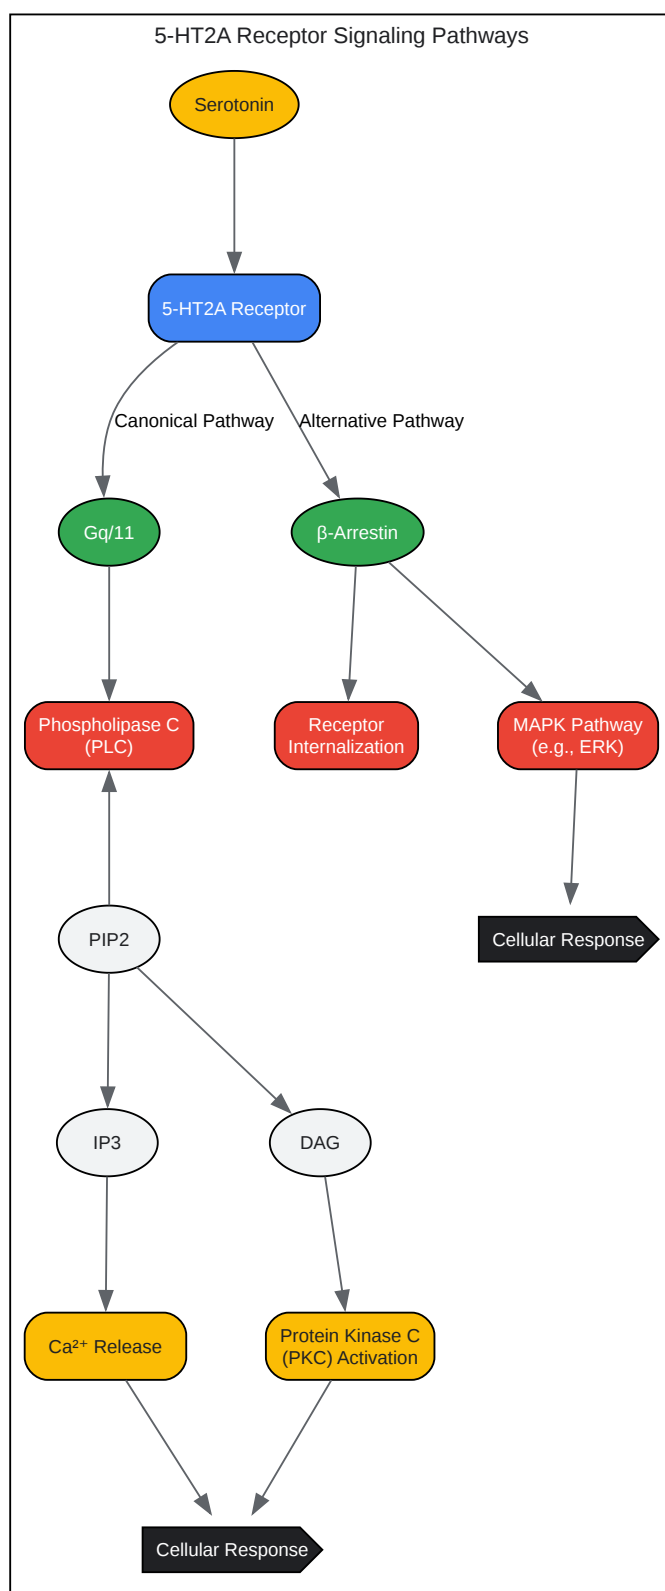 5-HT2A Receptor Signaling Pathways
Serotonin
5-HT2A Receptor
Canonical Pathway
Alternative Pathway
Gq/11
β-Arrestin
Phospholipase C
(PLC)
Receptor
Internalization
MAPK Pathway
(e.g., ERK)
PIP2
Cellular Response
IP3
DAG
Ca²⁺ Release
Protein Kinase C
(PKC) Activation
Cellular Response